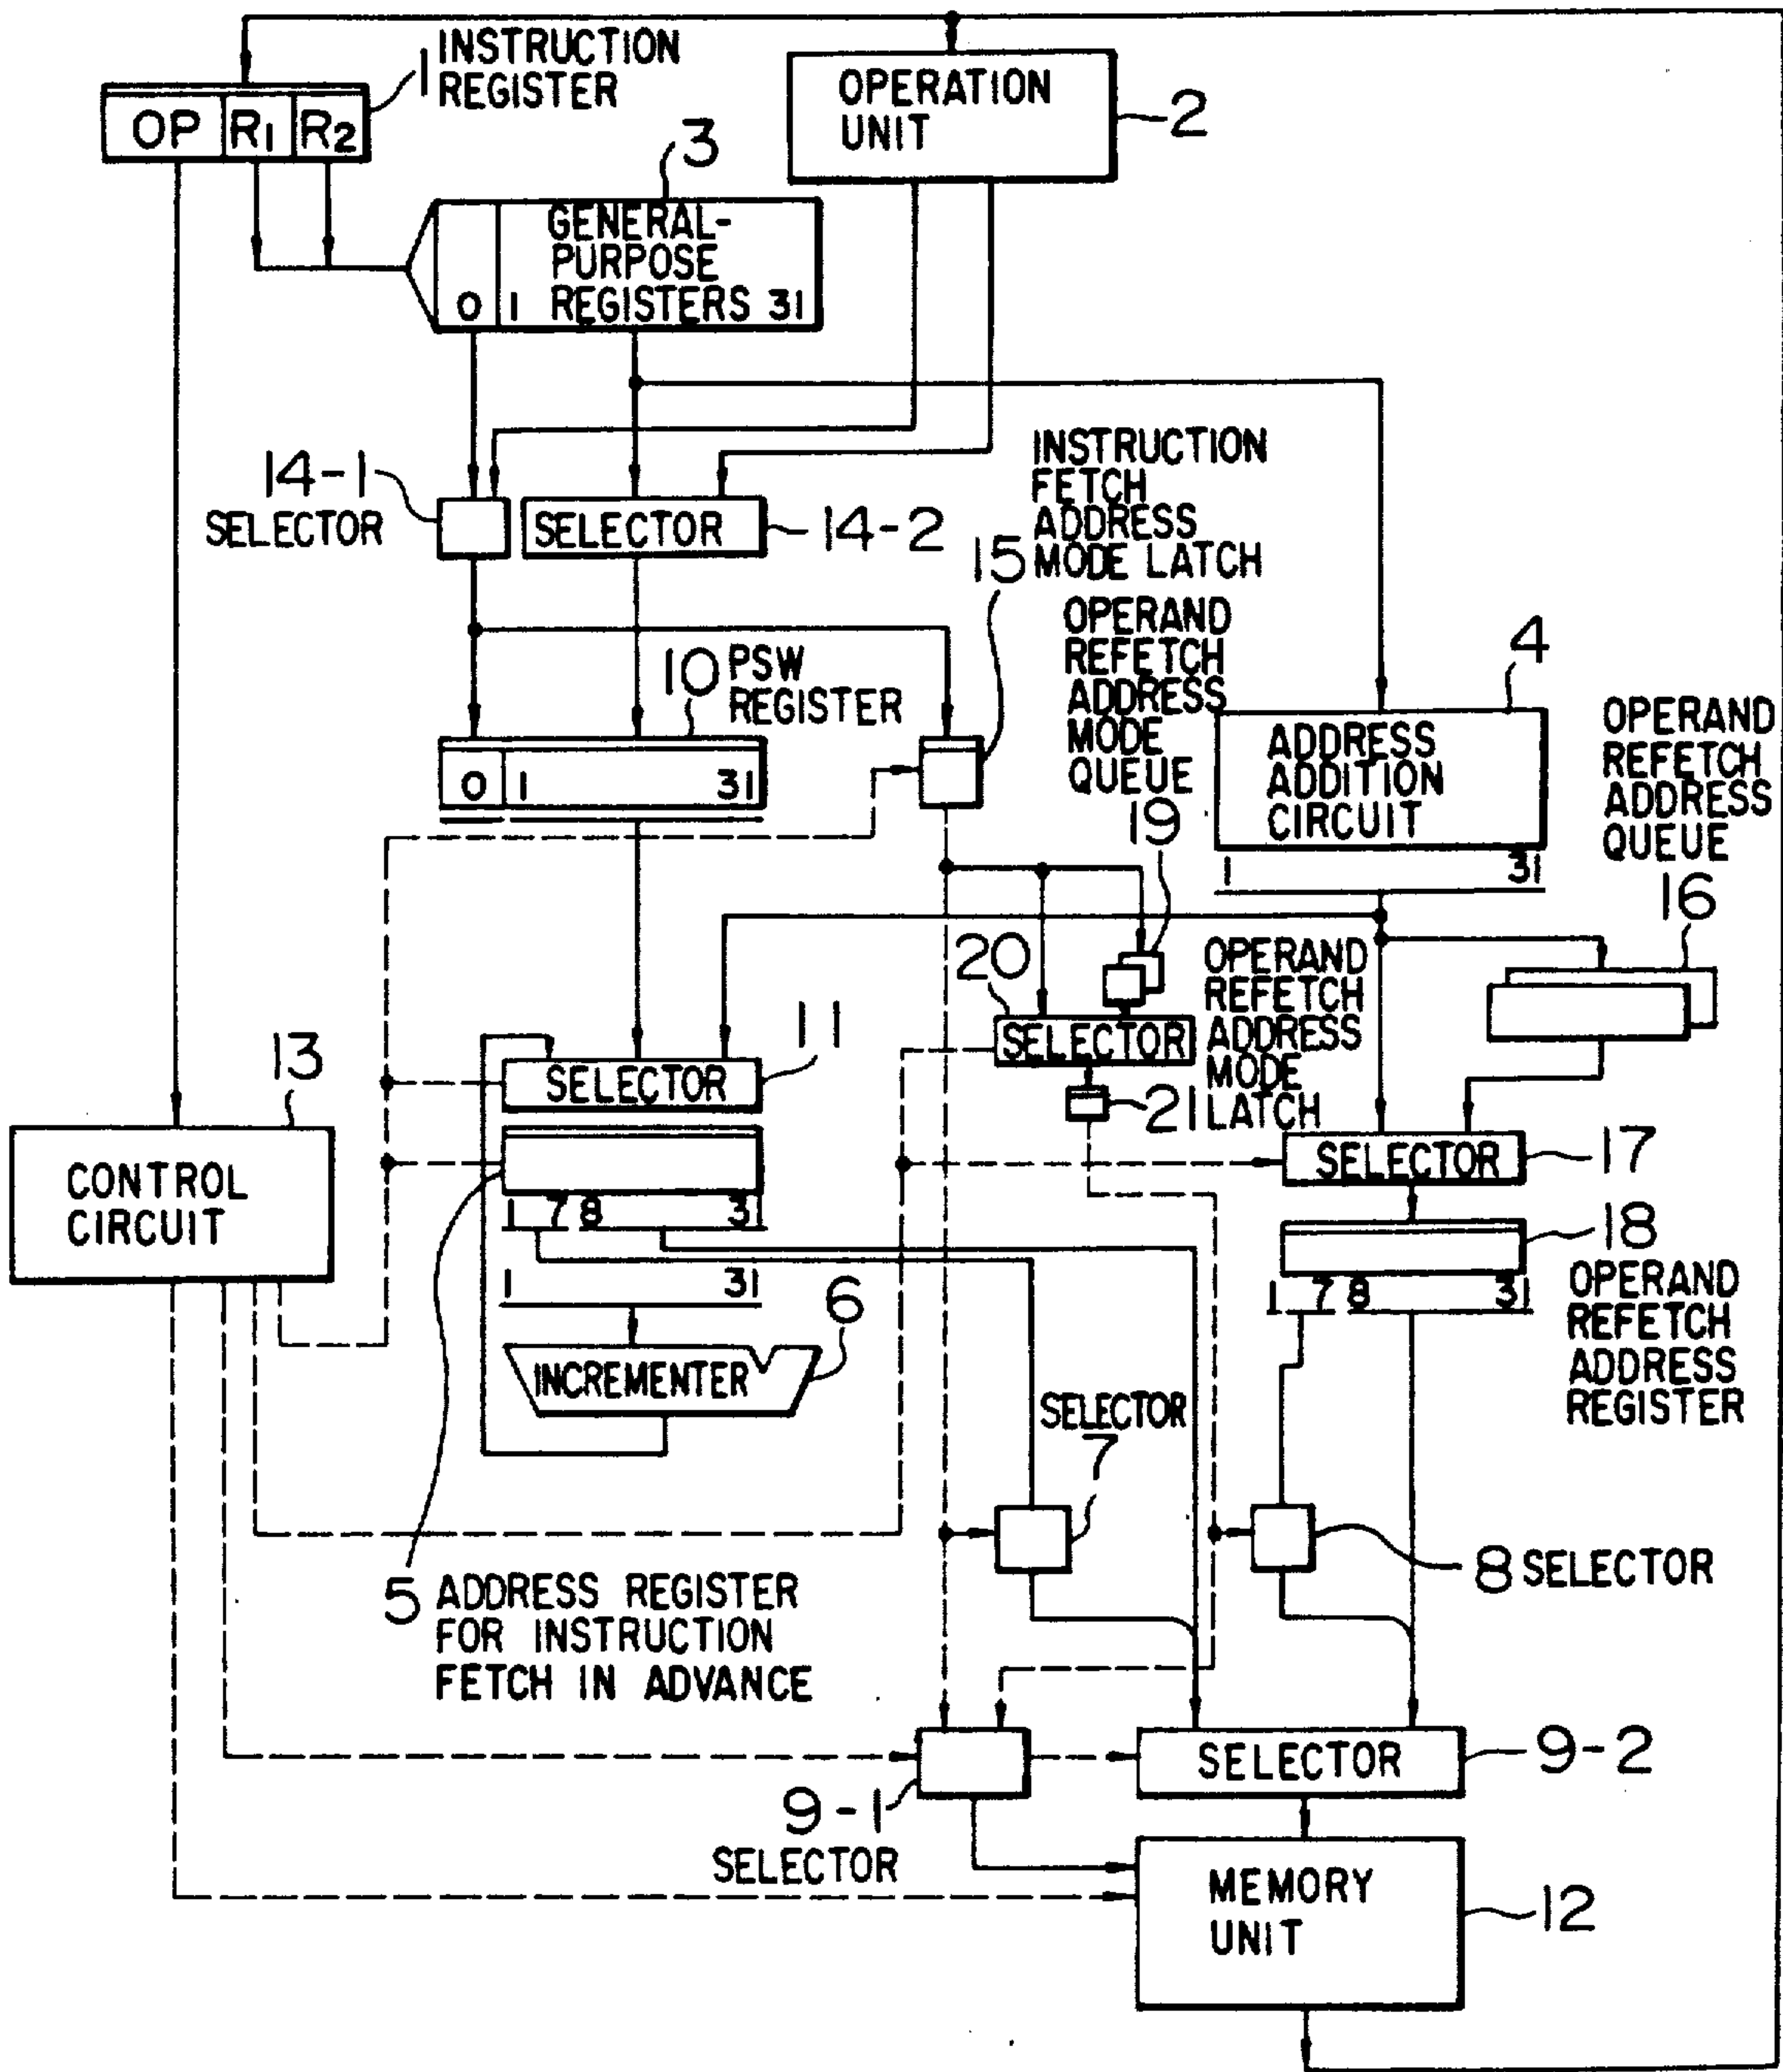 1 INSTRUCTION
REGISTER
OP R1 R2
OPERATION
UNIT
2
3
GENERAL-
PURPOSE
REGISTERS
0 1 31
14-1
SELECTOR
SELECTOR
14-2
INSTRUCTION
FETCH
ADDRESS
MODE LATCH
15
10 PSW
REGISTER
0 1 31
OPERAND
REFETCH
ADDRESS
MODE
QUEUE
19
4
ADDRESS
ADDITION
CIRCUIT
1 31
OPERAND
REFETCH
ADDRESS
QUEUE
16
20
SELECTOR
OPERAND
REFETCH
ADDRESS
MODE
LATCH
21
11
SELECTOR
13
CONTROL
CIRCUIT
1 7 8 31
1 31
6
INCREMENTER
SELECTOR
17
18
1 7 8 31
OPERAND
REFETCH
ADDRESS
REGISTER
SELECTOR
7
8 SELECTOR
5 ADDRESS REGISTER
FOR INSTRUCTION
FETCH IN ADVANCE
9-1
SELECTOR
SELECTOR
9-2
MEMORY
UNIT
12